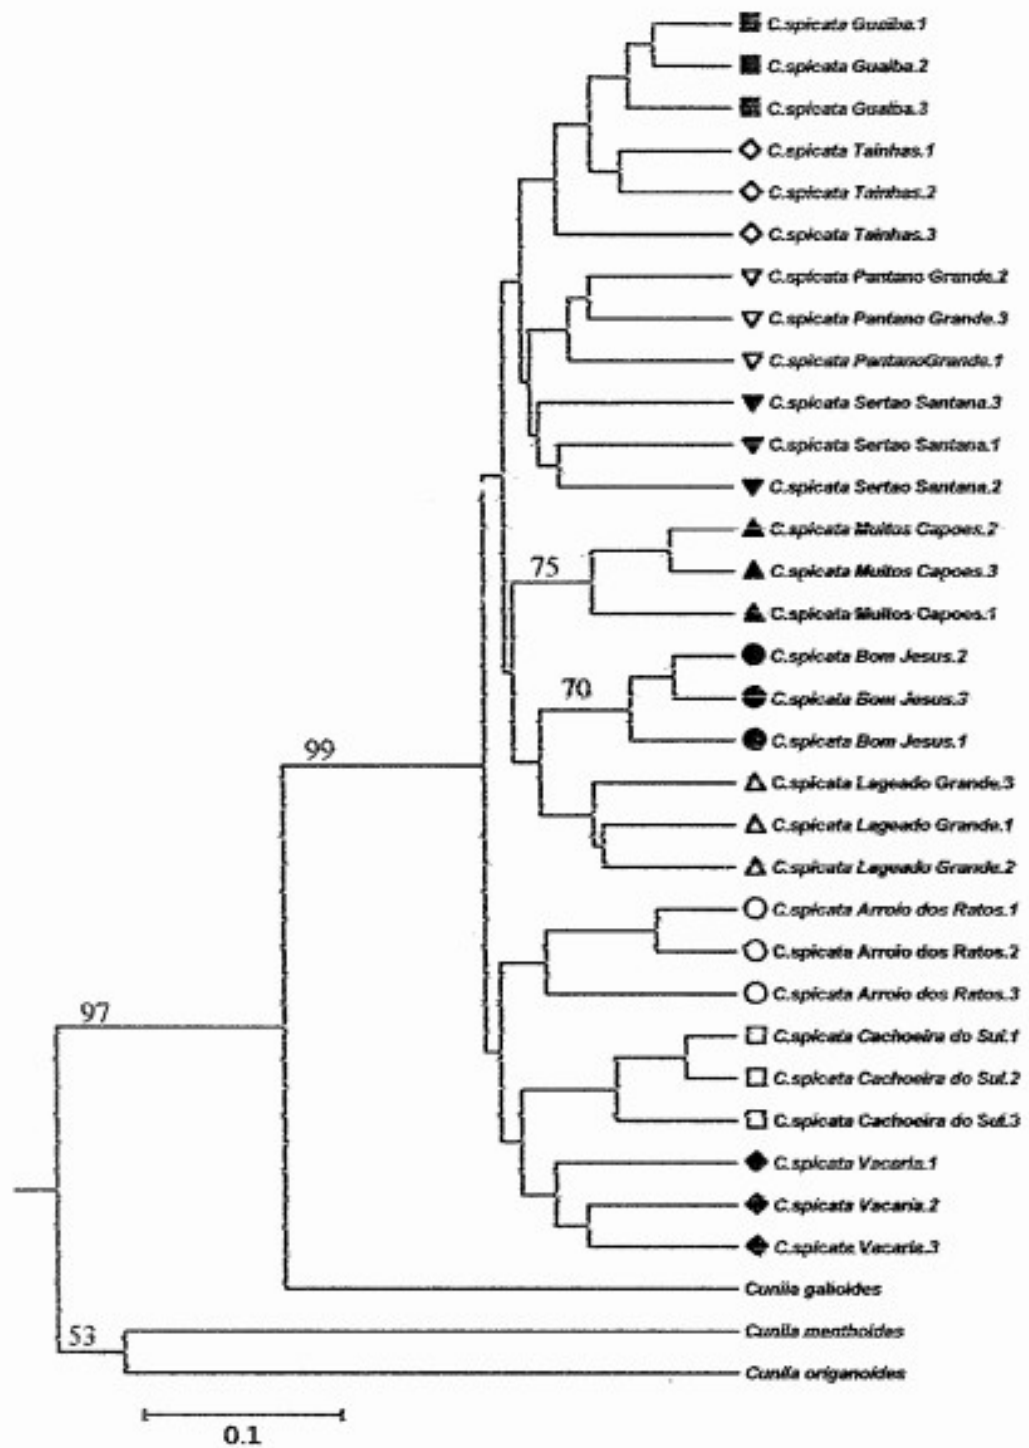 C.spicata Guaiba.1
C.spicata Guaiba.2
C.spicata Guaiba.3
C.spicata Tainhas.1
C.spicata Tainhas.2
C.spicata Tainhas.3
C.spicata Pantano Grande.2
C.spicata Pantano Grande.3
C.spicata PantanoGrande.1
C.spicata Sertao Santana.3
C.spicata Sertao Santana.1
C.spicata Sertao Santana.2
C.spicata Muitos Capoes.2
75
C.spicata Muitos Capoes.3
C.spicata Muitos Capoes.1
C.spicata Bom Jesus.2
70
C.spicata Bom Jesus.3
C.spicata Bom Jesus.1
99
C.spicata Lageado Grande.3
C.spicata Lageado Grande.1
C.spicata Lageado Grande.2
C.spicata Arroio dos Ratos.1
C.spicata Arroio dos Ratos.2
C.spicata Arroio dos Ratos.3
97
C.spicata Cachoeira do Sul.1
C.spicata Cachoeira do Sul.2
C.spicata Cachoeira do Sul.3
C.spicata Vacaria.1
C.spicata Vacaria.2
C.spicata Vacaria.3
Cunila galioides
53
Cunila menthoides
Cunila origanoides
0.1